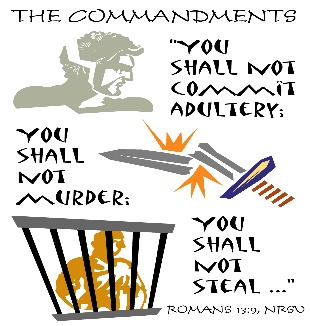 THE COMMANDMENTS
"YOU
SHALL NOT
COMMIT
ADULTERY;
YOU
SHALL
NOT
MURDER;
YOU
SHALL
NOT
STEAL ..."
ROMANS 13:9, NRSV